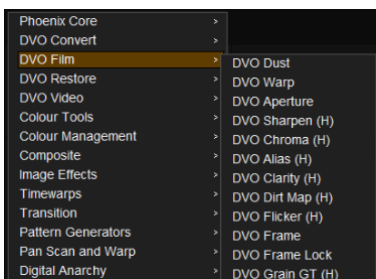 Phoenix Core
DVO Convert
DVO Film
DVO Restore
DVO Video
Colour Tools
Colour Management
Composite
Image Effects
Timewarps
Transition
Pattern Generators
Pan Scan and Warp
Digital Anarchy
DVO Dust
DVO Warp
DVO Aperture
DVO Sharpen (H)
DVO Chroma (H)
DVO Alias (H)
DVO Clarity (H)
DVO Dirt Map (H)
DVO Flicker (H)
DVO Frame
DVO Frame Lock
DVO Grain GT (H)